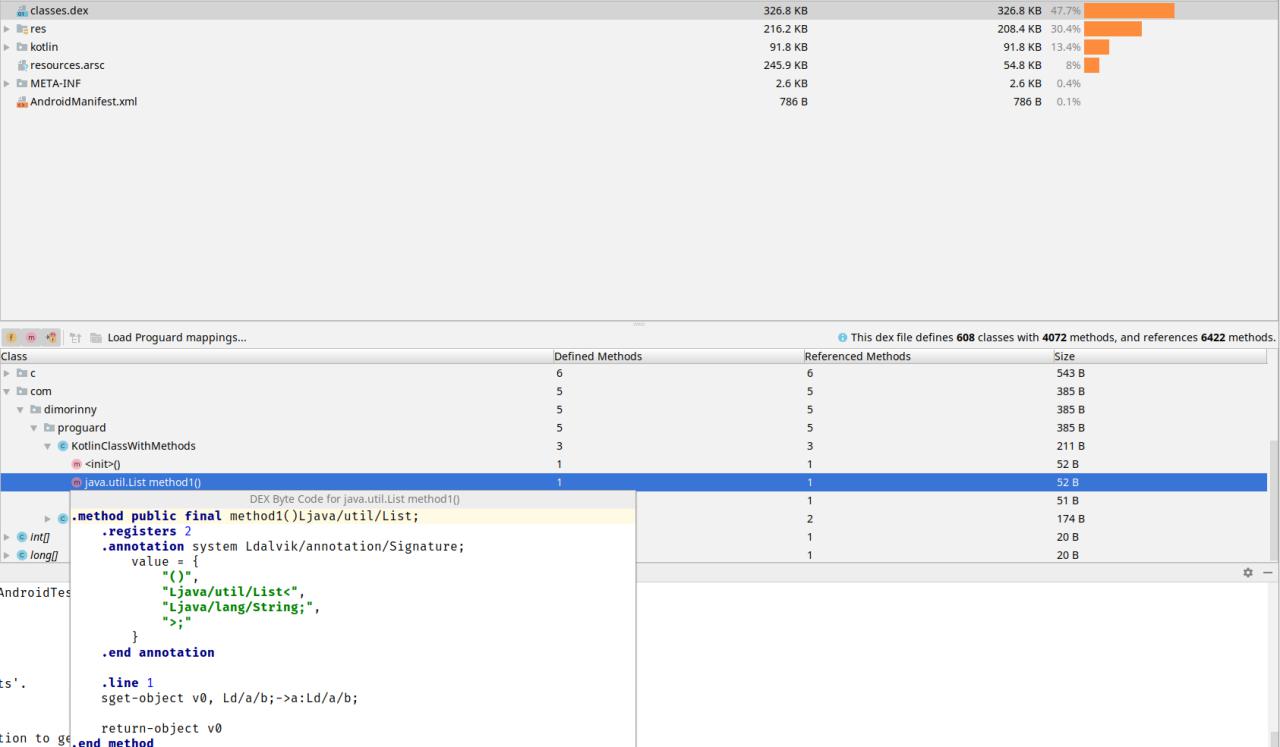 classes.dex 326.8 KB 326.8 KB 47.7%
res 216.2 KB 208.4 KB 30.4%
kotlin 91.8 KB 91.8 KB 13.4%
resources.arsc 245.9 KB 54.8 KB 8%
META-INF 2.6 KB 2.6 KB 0.4%
AndroidManifest.xml 786 B 786 B 0.1%
Load Proguard mappings... This dex file defines 608 classes with 4072 methods, and references 6422 methods.
Class Defined Methods Referenced Methods Size
c 6 6 543 B
com 5 5 385 B
dimorinny 5 5 385 B
proguard 5 5 385 B
KotlinClassWithMethods 3 3 211 B
<init>() 1 1 52 B
java.util.List method1() 1 1 52 B
DEX Byte Code for java.util.List method1() 1 51 B
.method public final method1()Ljava/util/List; 2 174 B
.registers 2
int[] 1 20 B
.annotation system Ldalvik/annotation/Signature;
long[] 1 20 B
value = {
"()",
AndroidTes
"Ljava/util/List<",
"Ljava/lang/String;",
">;"
}
.end annotation
ts'.
.line 1
sget-object v0, Ld/a/b;->a:Ld/a/b;
return-object v0
tion to ge
.end method